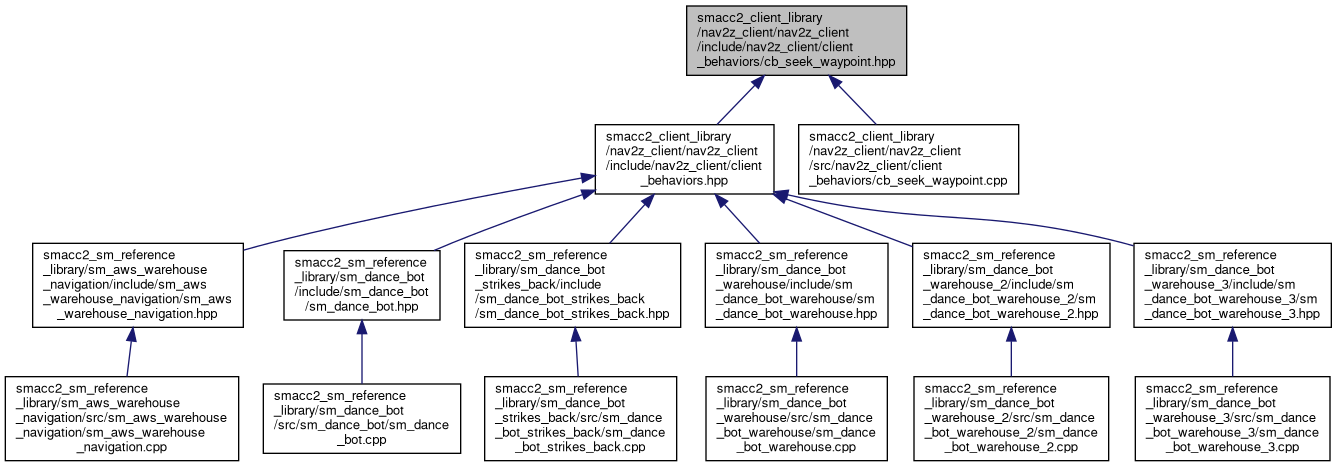 smacc2_client_library
/nav2z_client/nav2z_client
/include/nav2z_client/client
_behaviors/cb_seek_waypoint.hpp
smacc2_client_library
/nav2z_client/nav2z_client
/include/nav2z_client/client
_behaviors.hpp
smacc2_client_library
/nav2z_client/nav2z_client
/src/nav2z_client/client
_behaviors/cb_seek_waypoint.cpp
smacc2_sm_reference
_library/sm_aws_warehouse
_navigation/include/sm_aws
_warehouse_navigation/sm_aws
_warehouse_navigation.hpp
smacc2_sm_reference
_library/sm_dance_bot
/include/sm_dance_bot
/sm_dance_bot.hpp
smacc2_sm_reference
_library/sm_dance_bot
_strikes_back/include
/sm_dance_bot_strikes_back
/sm_dance_bot_strikes_back.hpp
smacc2_sm_reference
_library/sm_dance_bot
_warehouse/include/sm
_dance_bot_warehouse/sm
_dance_bot_warehouse.hpp
smacc2_sm_reference
_library/sm_dance_bot
_warehouse_2/include/sm
_dance_bot_warehouse_2/sm
_dance_bot_warehouse_2.hpp
smacc2_sm_reference
_library/sm_dance_bot
_warehouse_3/include/sm
_dance_bot_warehouse_3/sm
_dance_bot_warehouse_3.hpp
smacc2_sm_reference
_library/sm_aws_warehouse
_navigation/src/sm_aws_warehouse
_navigation/sm_aws_warehouse
_navigation.cpp
smacc2_sm_reference
_library/sm_dance_bot
/src/sm_dance_bot/sm_dance
_bot.cpp
smacc2_sm_reference
_library/sm_dance_bot
_strikes_back/src/sm_dance
_bot_strikes_back/sm_dance
_bot_strikes_back.cpp
smacc2_sm_reference
_library/sm_dance_bot
_warehouse/src/sm_dance
_bot_warehouse/sm_dance
_bot_warehouse.cpp
smacc2_sm_reference
_library/sm_dance_bot
_warehouse_2/src/sm_dance
_bot_warehouse_2/sm_dance
_bot_warehouse_2.cpp
smacc2_sm_reference
_library/sm_dance_bot
_warehouse_3/src/sm_dance
_bot_warehouse_3/sm_dance
_bot_warehouse_3.cpp